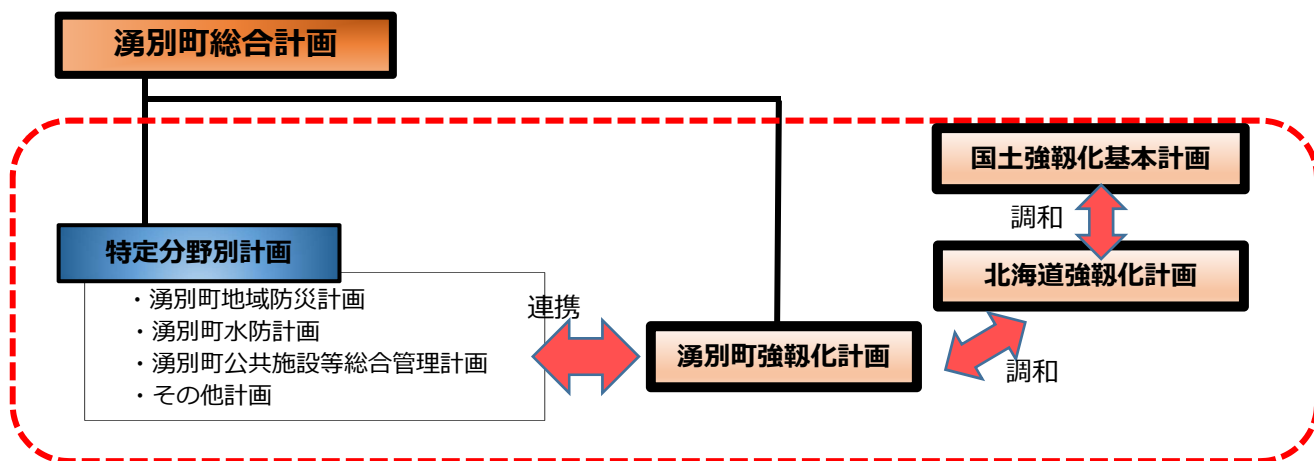 湧別町総合計画
国土強靱化基本計画
調和
特定分野別計画
北海道強靱化計画
・湧別町地域防災計画
・湧別町水防計画
・湧別町公共施設等総合管理計画
・その他計画
連携
湧別町強靱化計画
調和